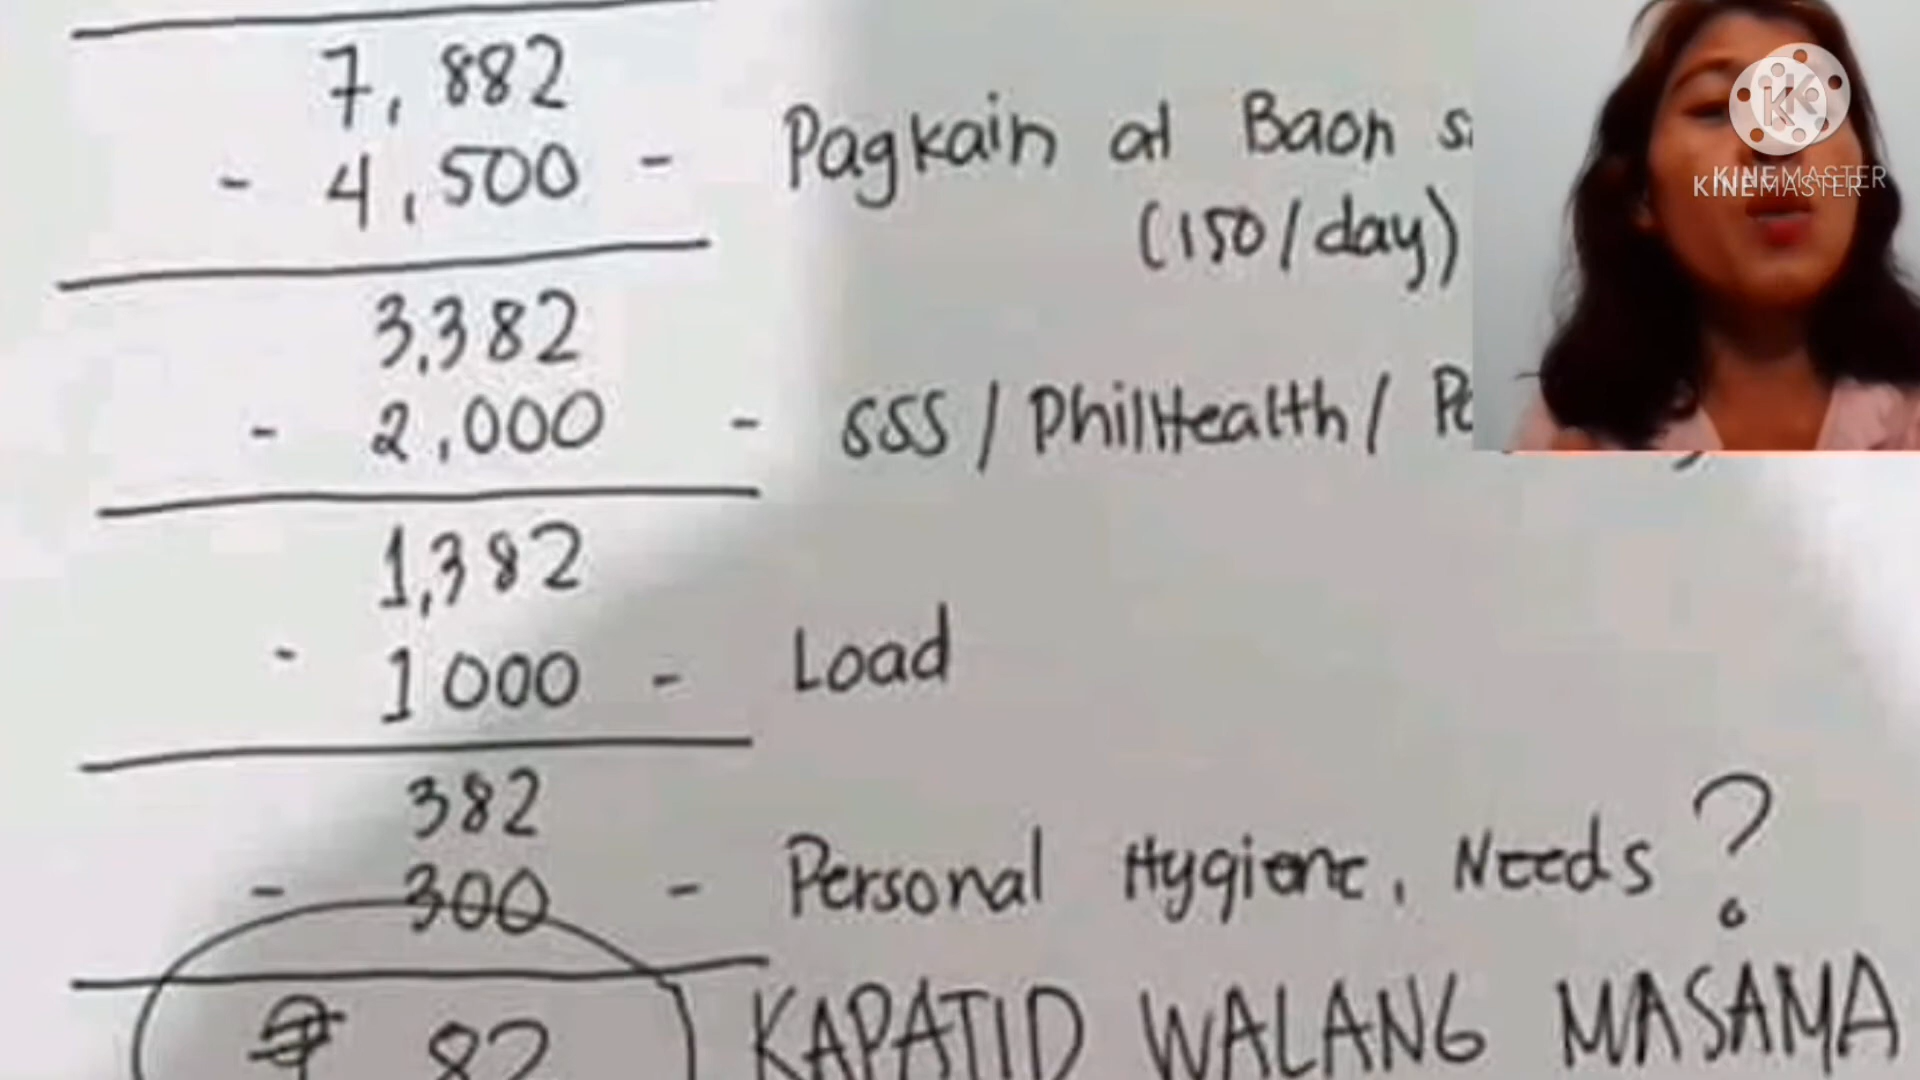 7,882
- 4,500 - Pagkain at Baon
(150/day)
3,382
- 2,000 - SSS / PhilHealth /
1,382
- 1000 - Load
382
- 300 - Personal Hygiene, Needs ?
₱ 82 KAPATID WALANG MASAMA
KINEMASTER
KINEMASTER